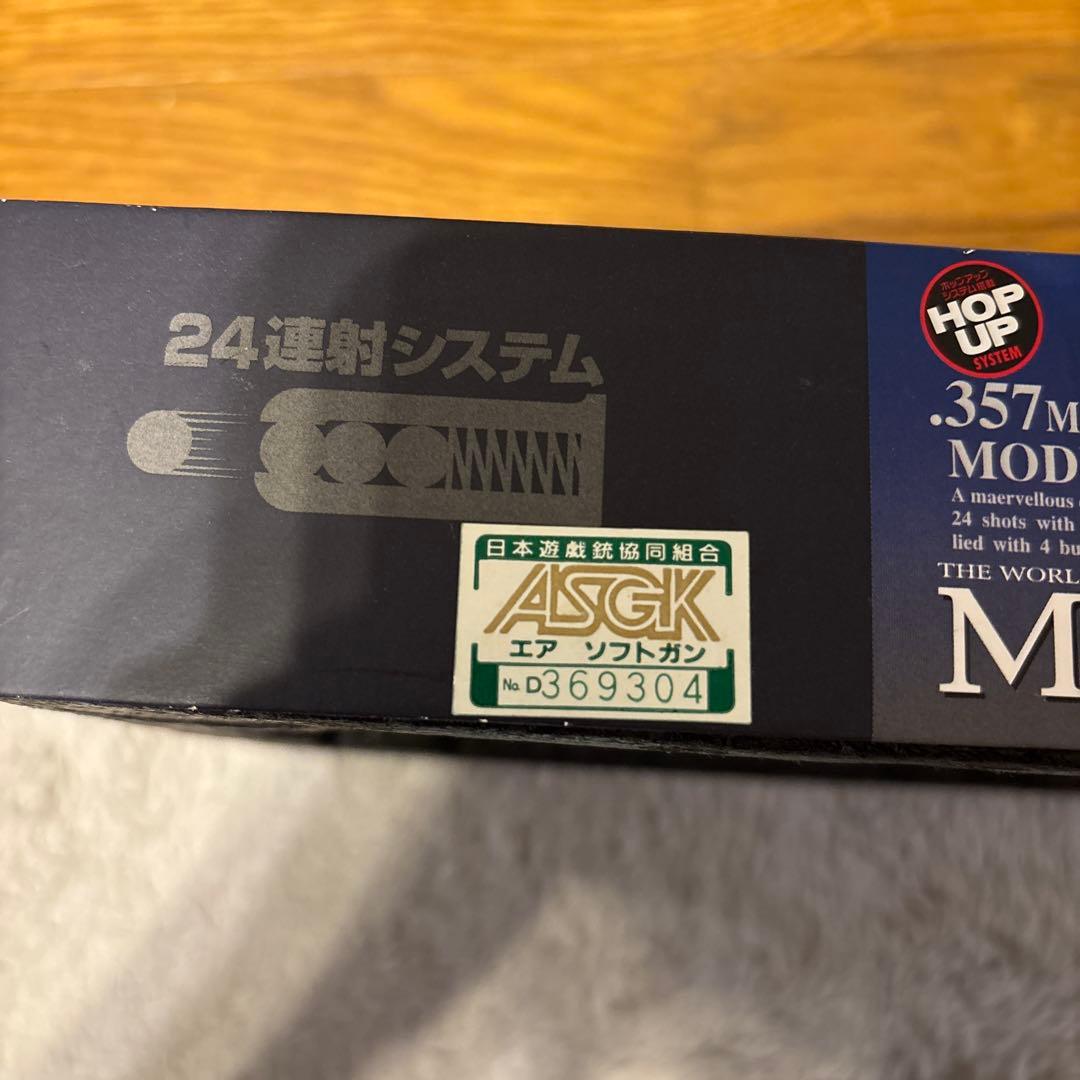 24連射システム
ホップアップ
システム搭載
HOP
UP
SYSTEM
.357M
MOD
A maervellous
24 shots with
lied with 4 bu
THE WORL
M
日本遊戯銃協同組合
ASGK
エア ソフトガン
No. D369304